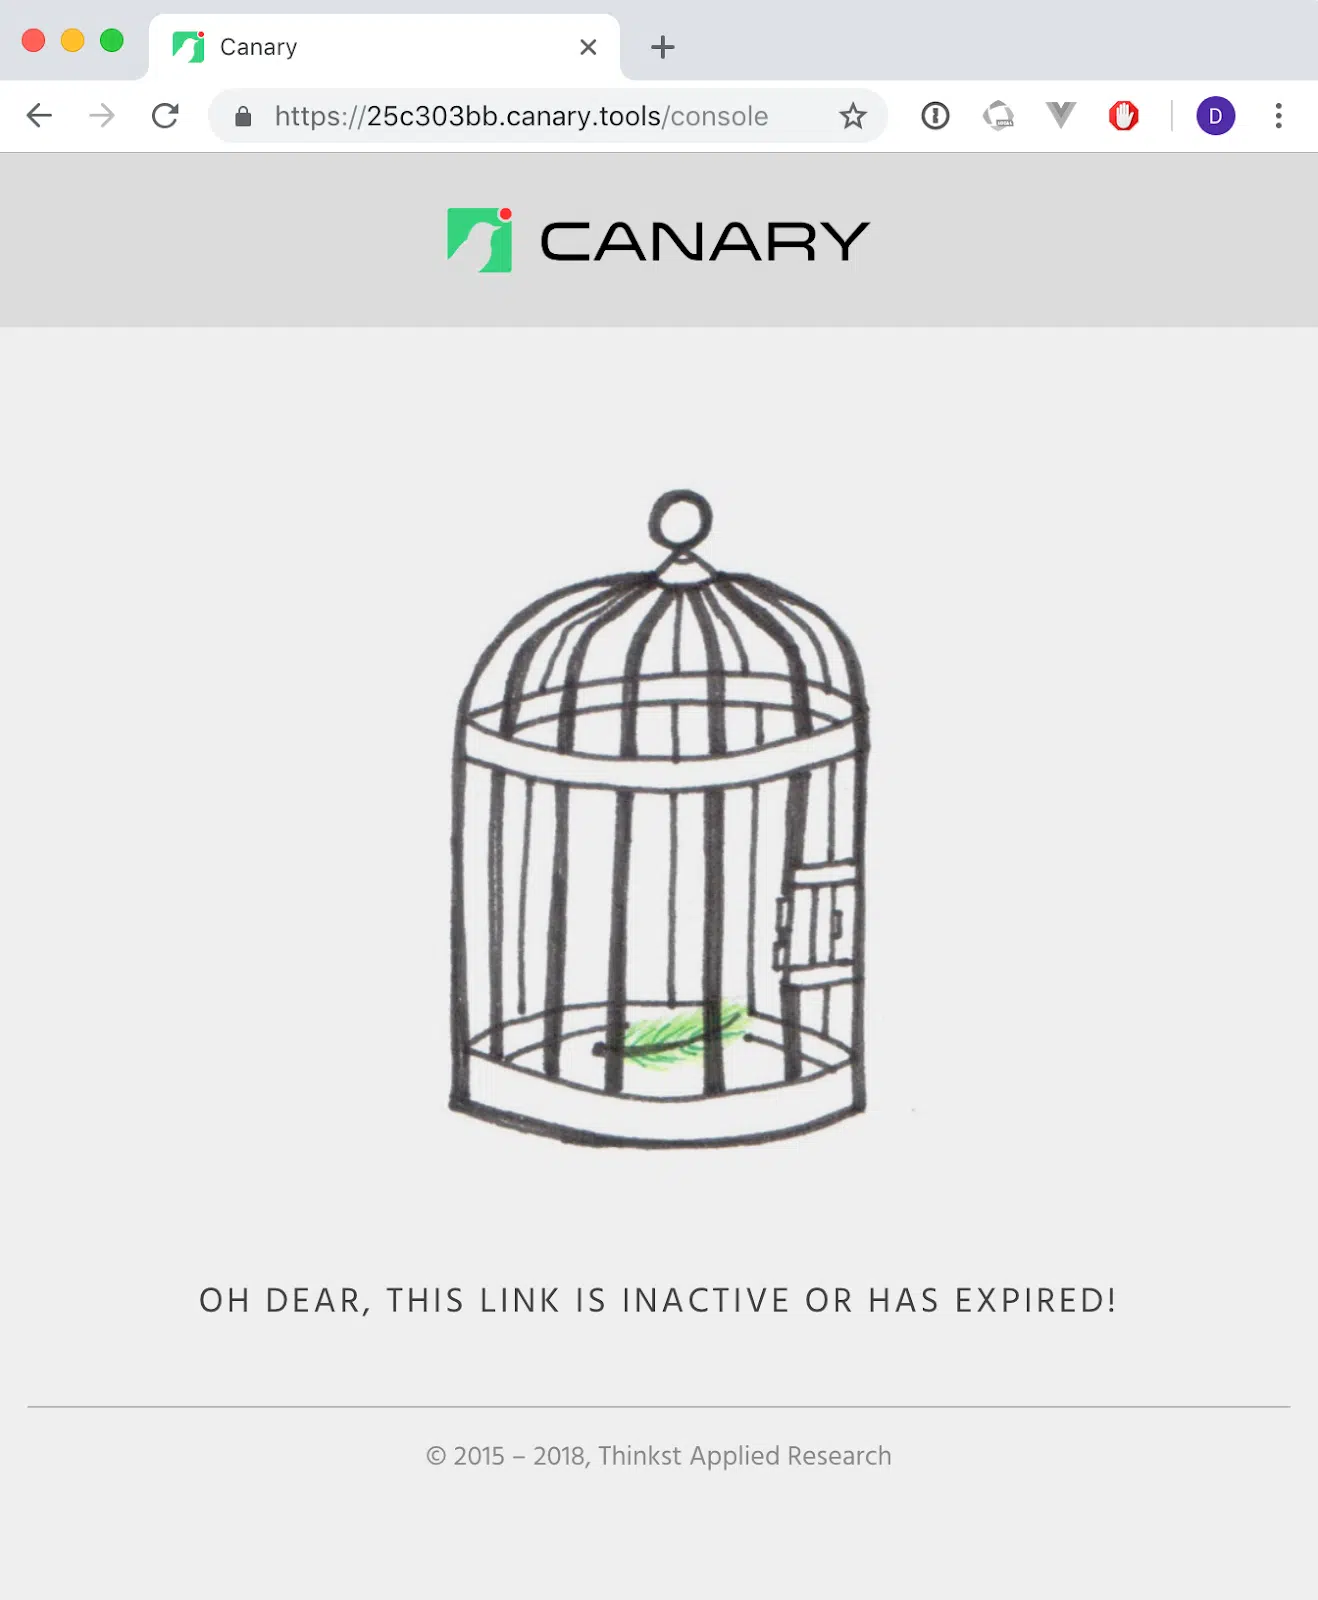 Canary
https://25c303bb.canary.tools/console
D
CANARY
OH DEAR, THIS LINK IS INACTIVE OR HAS EXPIRED!
© 2015 – 2018, Thinkst Applied Research